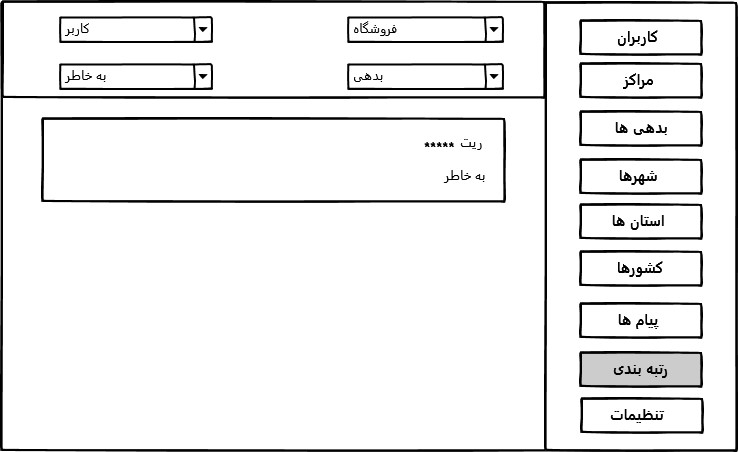 فروشگاه
کاربر
بدهی
به خاطر
ریت *****
به خاطر
کاربران
مراکز
بدهی ها
شهرها
استان ها
کشورها
پیام ها
رتبه بندی
تنظیمات